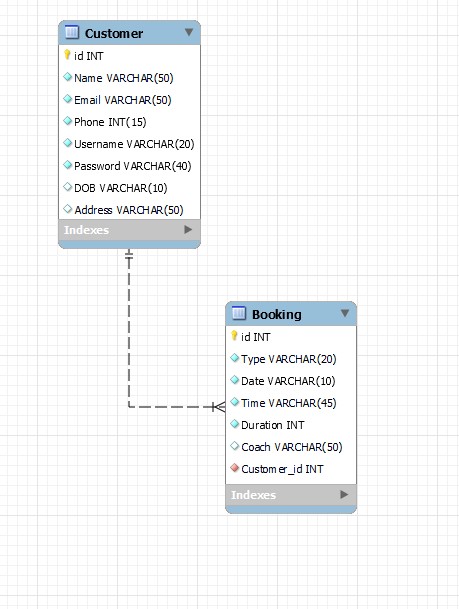 Customer
id INT
Name VARCHAR(50)
Email VARCHAR(50)
Phone INT(15)
Username VARCHAR(20)
Password VARCHAR(40)
DOB VARCHAR(10)
Address VARCHAR(50)
Indexes
Booking
id INT
Type VARCHAR(20)
Date VARCHAR(10)
Time VARCHAR(45)
Duration INT
Coach VARCHAR(50)
Customer_id INT
Indexes